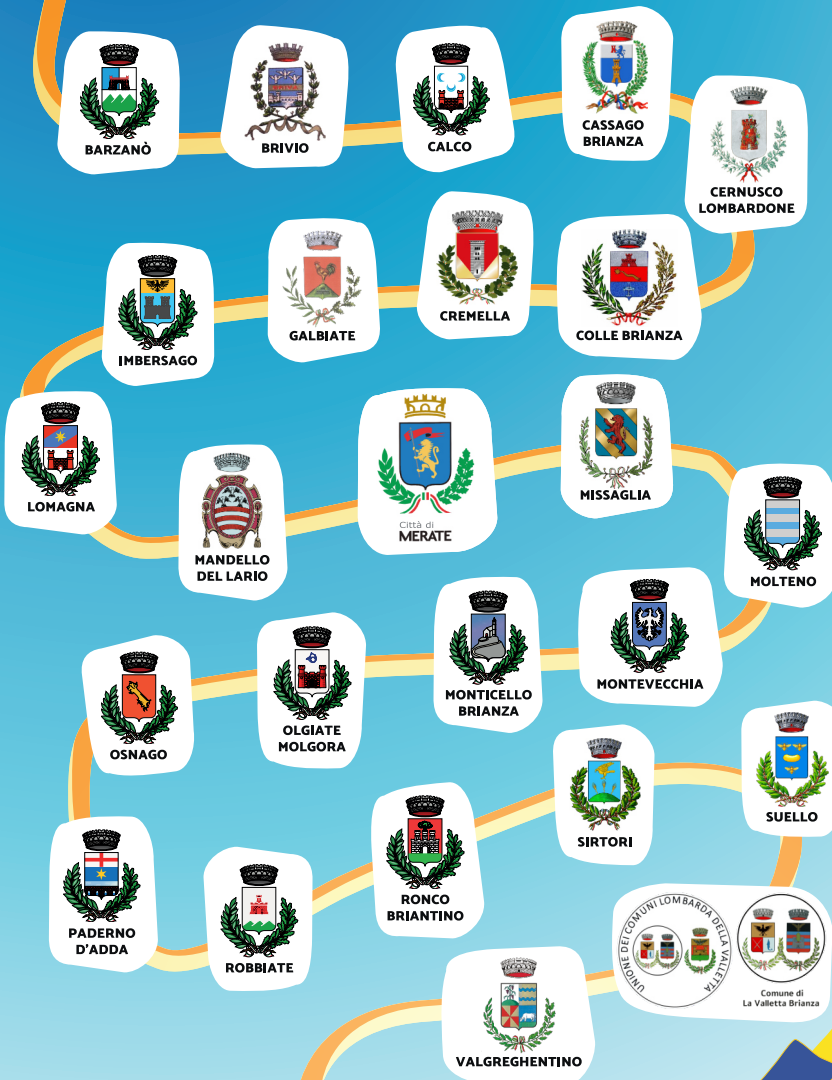 BARZANÒ
BRIVIO
CALCO
CASSAGO
BRIANZA
CERNUSCO
LOMBARDONE
IMBERSAGO
GALBIATE
CREMELLA
COLLE BRIANZA
LOMAGNA
MANDELLO
DEL LARIO
Città di
MERATE
MISSAGLIA
MOLTENO
OSNAGO
OLGIATE
MOLGORA
MONTICELLO
BRIANZA
MONTEVECCHIA
PADERNO
D'ADDA
ROBBIATE
RONCO
BRIANTINO
SIRTORI
SUELLO
VALGREGHENTINO
UNIONE DEI COMUNI LOMBARDA DELLA VALLETTA
Comune di
La Valletta Brianza